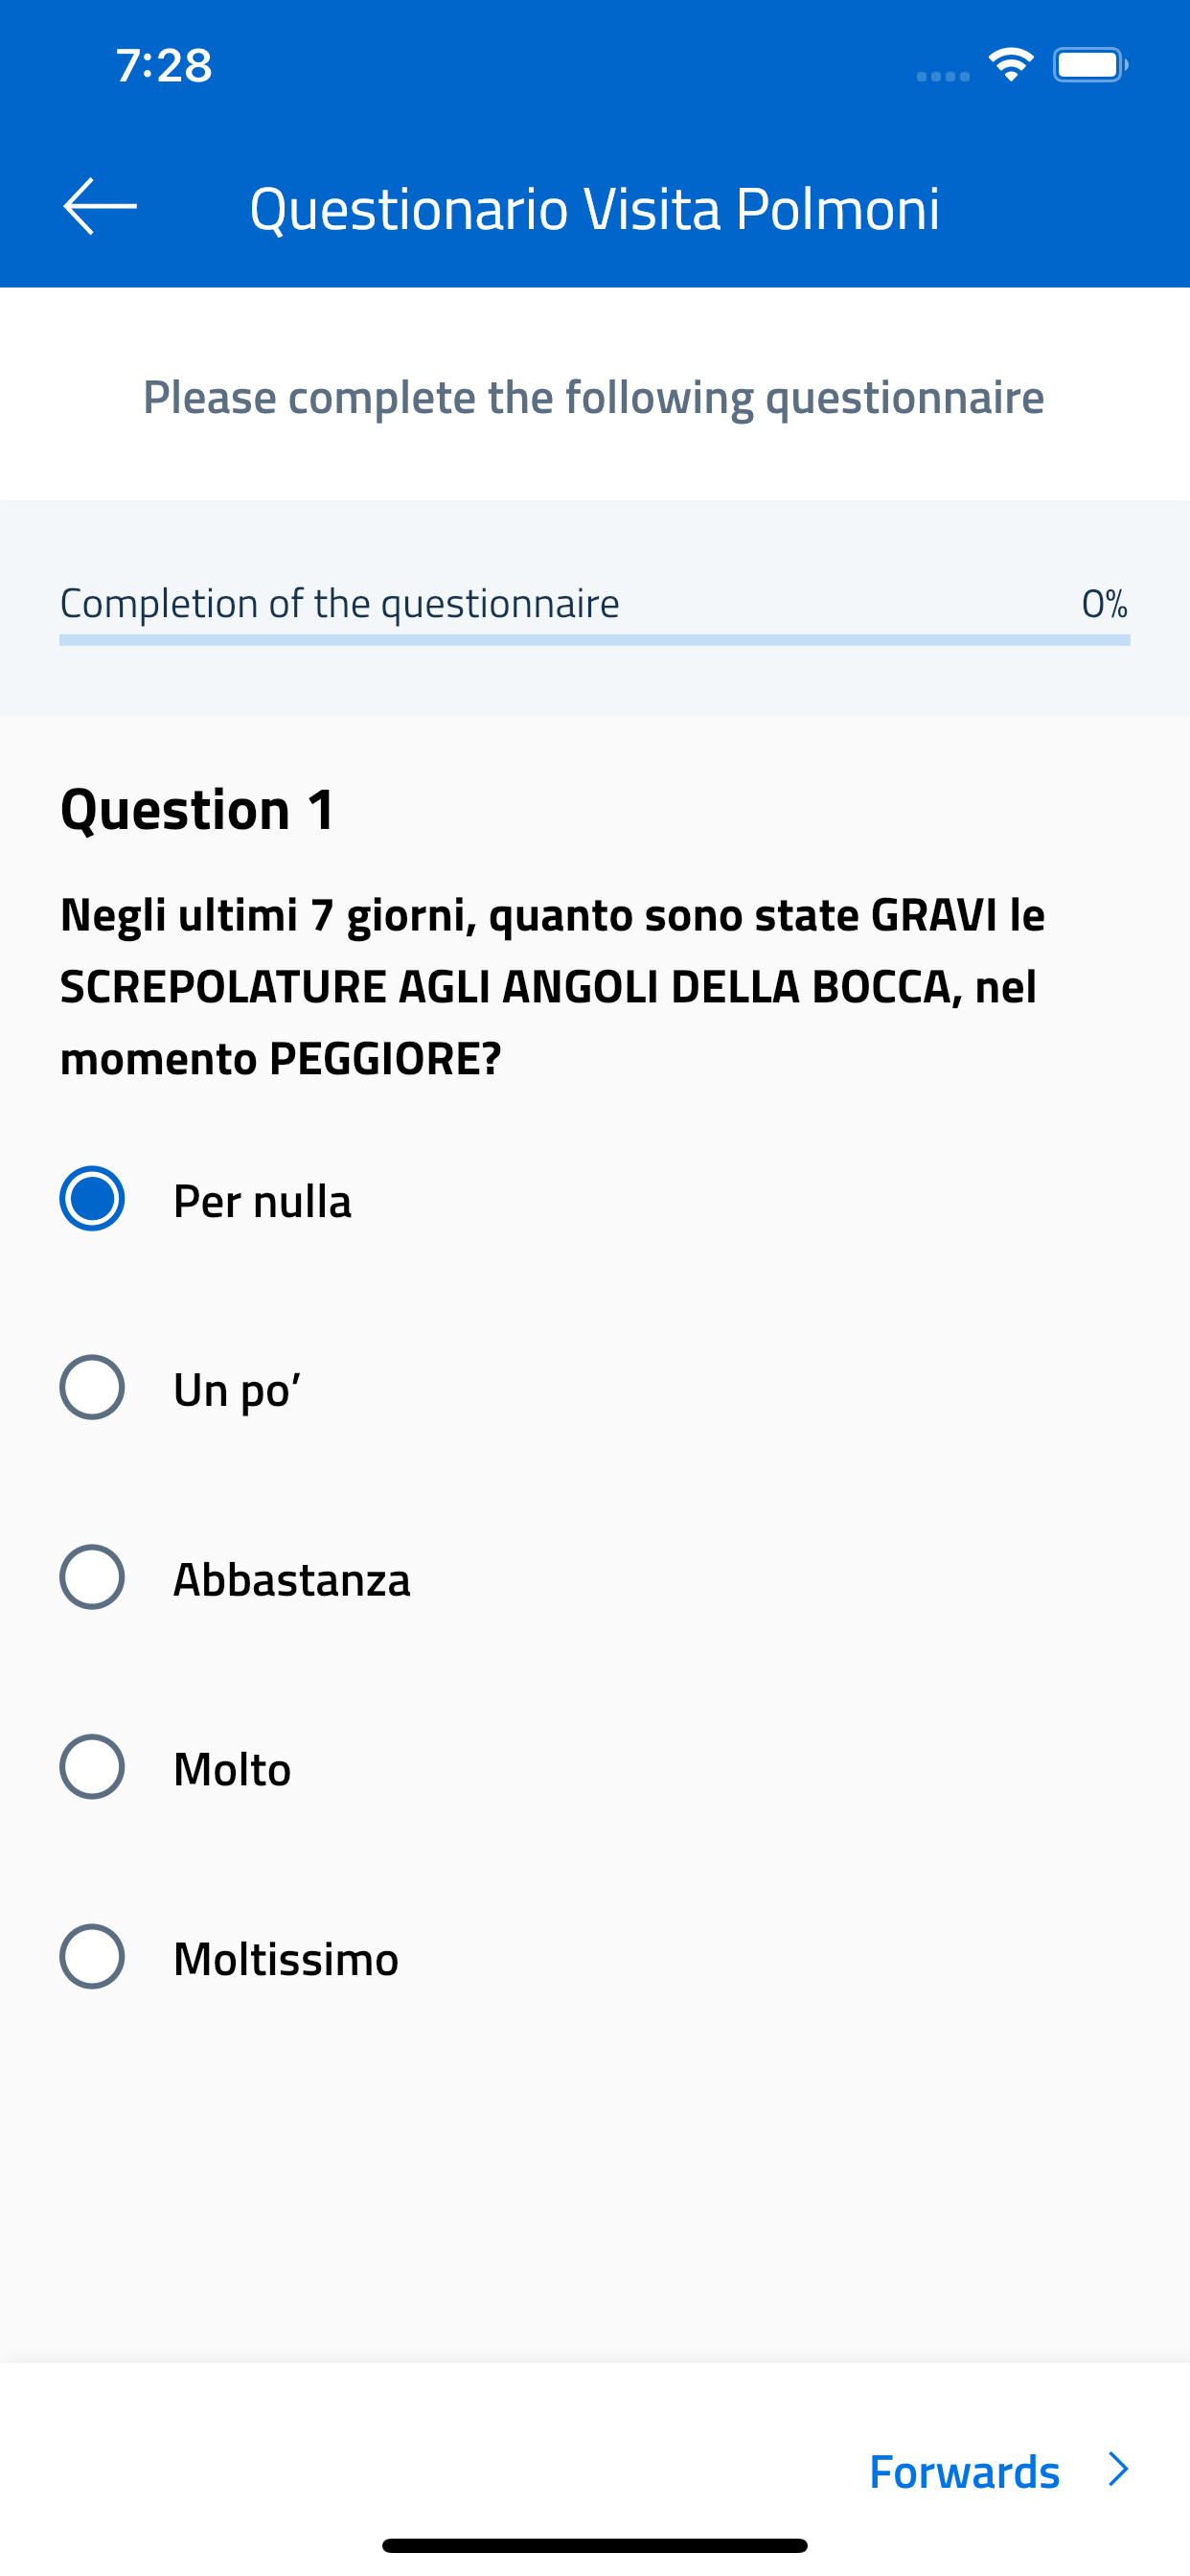 7:28
Questionario Visita Polmoni
Please complete the following questionnaire
Completion of the questionnaire 0%
Question 1
Negli ultimi 7 giorni, quanto sono state GRAVI le
SCREPOLATURE AGLI ANGOLI DELLA BOCCA, nel
momento PEGGIORE?
Per nulla
Un po’
Abbastanza
Molto
Moltissimo
Forwards